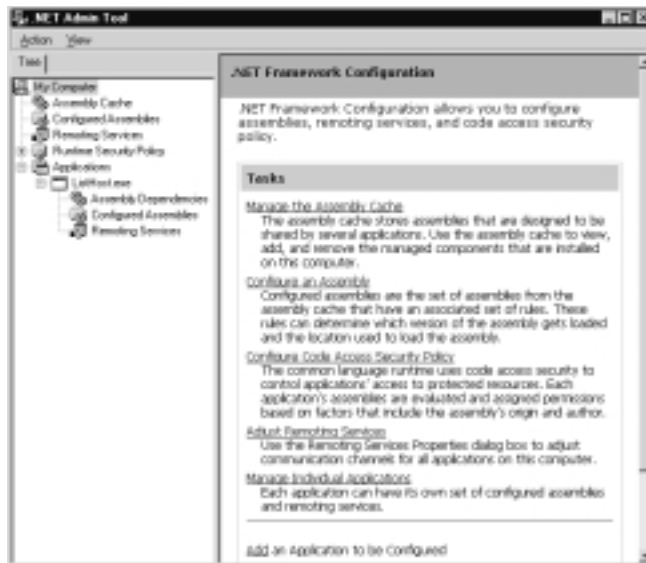 .NET Admin Tool
Action View
Tree
My Computer
Assembly Cache
Configured Assemblies
Remoting Services
Runtime Security Policy
Applications
ListHost.exe
Assembly Dependencies
Configured Assemblies
Remoting Services
.NET Framework Configuration
.NET Framework Configuration allows you to configure
assemblies, remoting services, and code access security
policy.
Tasks
Manage the Assembly Cache
The assembly cache stores assemblies that are designed to be
shared by several applications. Use the assembly cache to view,
add, and remove the managed components that are installed
on this computer.
Configure an Assembly
Configured assemblies are the set of assemblies from the
assembly cache that have an associated set of rules. These
rules can determine which version of the assembly gets loaded
and the location used to load the assembly.
Configure Code Access Security Policy
The common language runtime uses code access security to
control applications' access to protected resources. Each
application's assemblies are evaluated and assigned permissions
based on factors that include the assembly's origin and author.
Adjust Remoting Services
Use the Remoting Services Properties dialog box to adjust
communication channels for all applications on this computer.
Manage Individual Applications
Each application can have its own set of configured assemblies
and remoting services.
Add an Application to be Configured